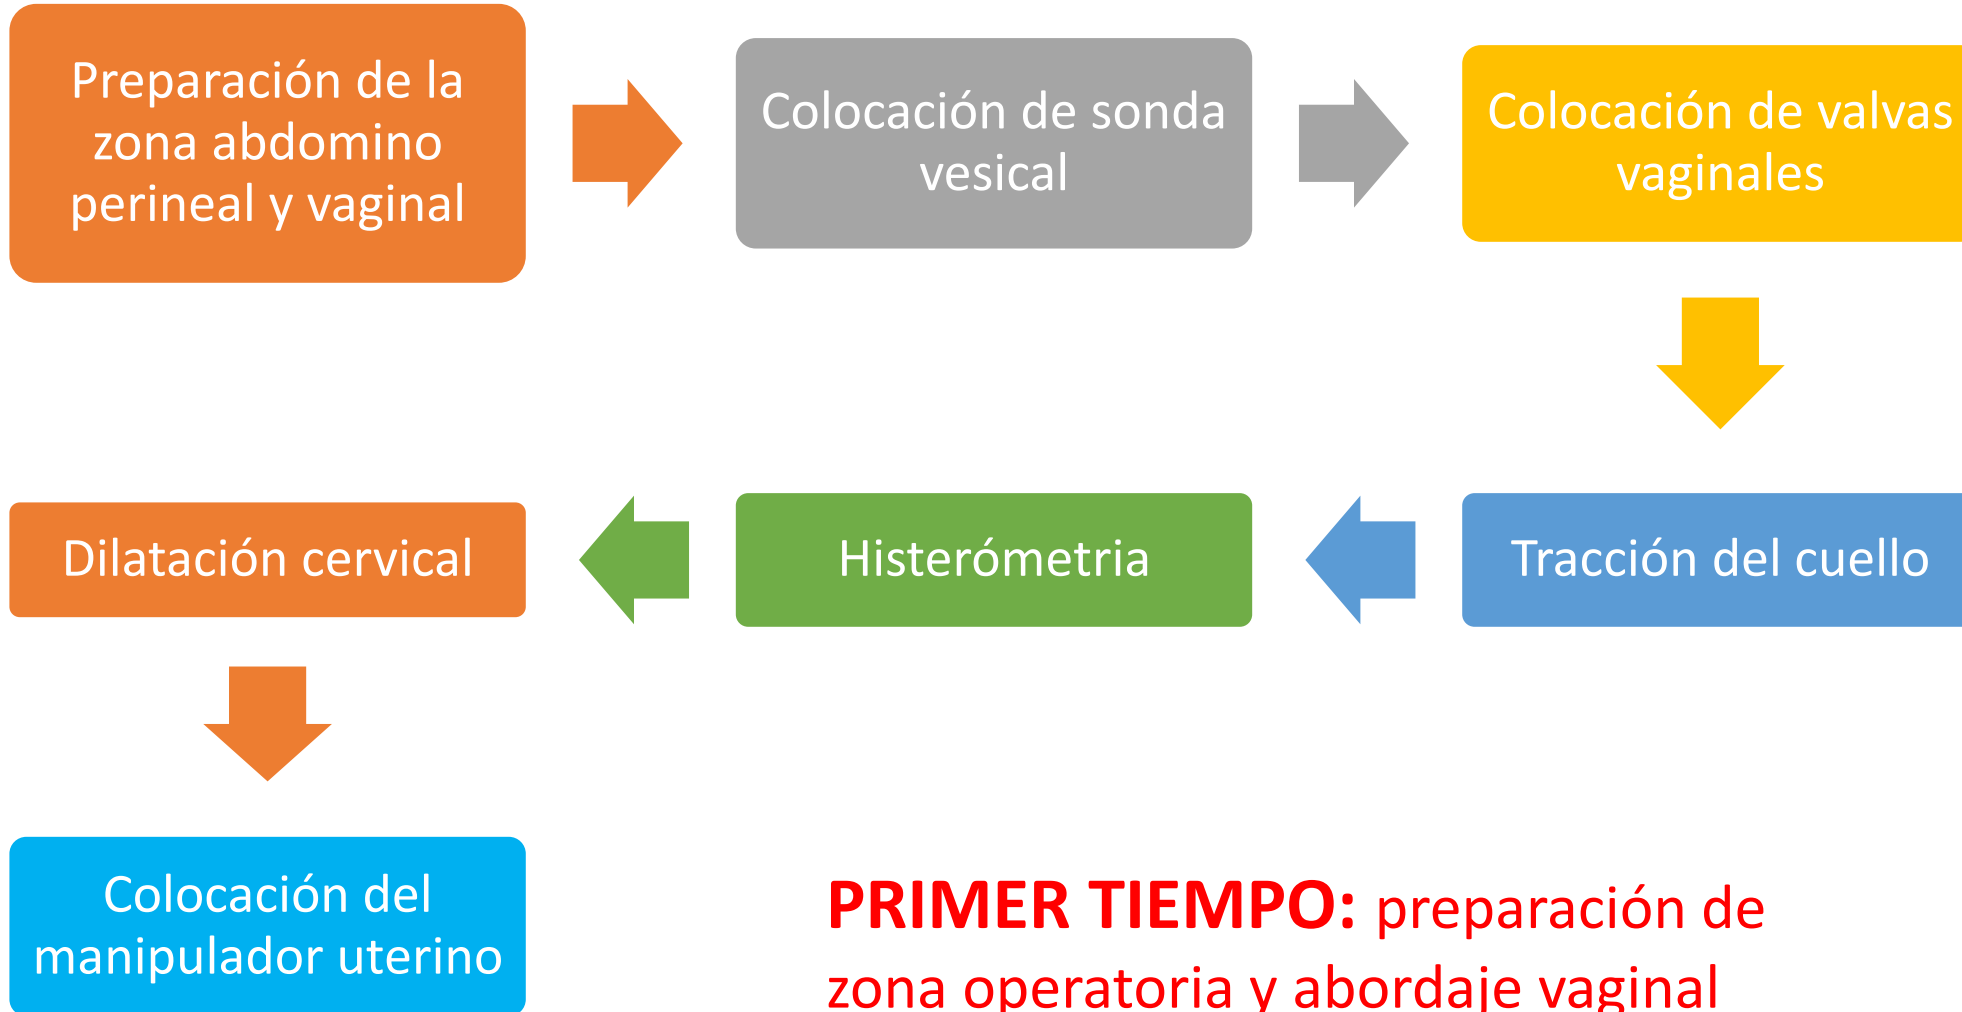 Preparación de la
zona abdomino
perineal y vaginal
Colocación de sonda
vesical
Colocación de valvas
vaginales
Tracción del cuello
Histerómetria
Dilatación cervical
Colocación del
manipulador uterino
PRIMER TIEMPO: preparación de
zona operatoria y abordaje vaginal